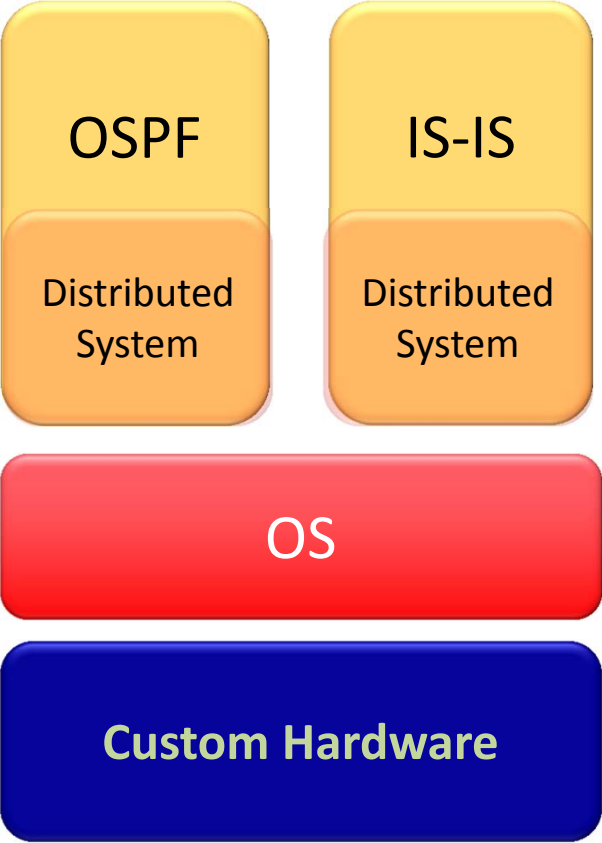 OSPF
IS-IS
Distributed
System
Distributed
System
OS
Custom Hardware